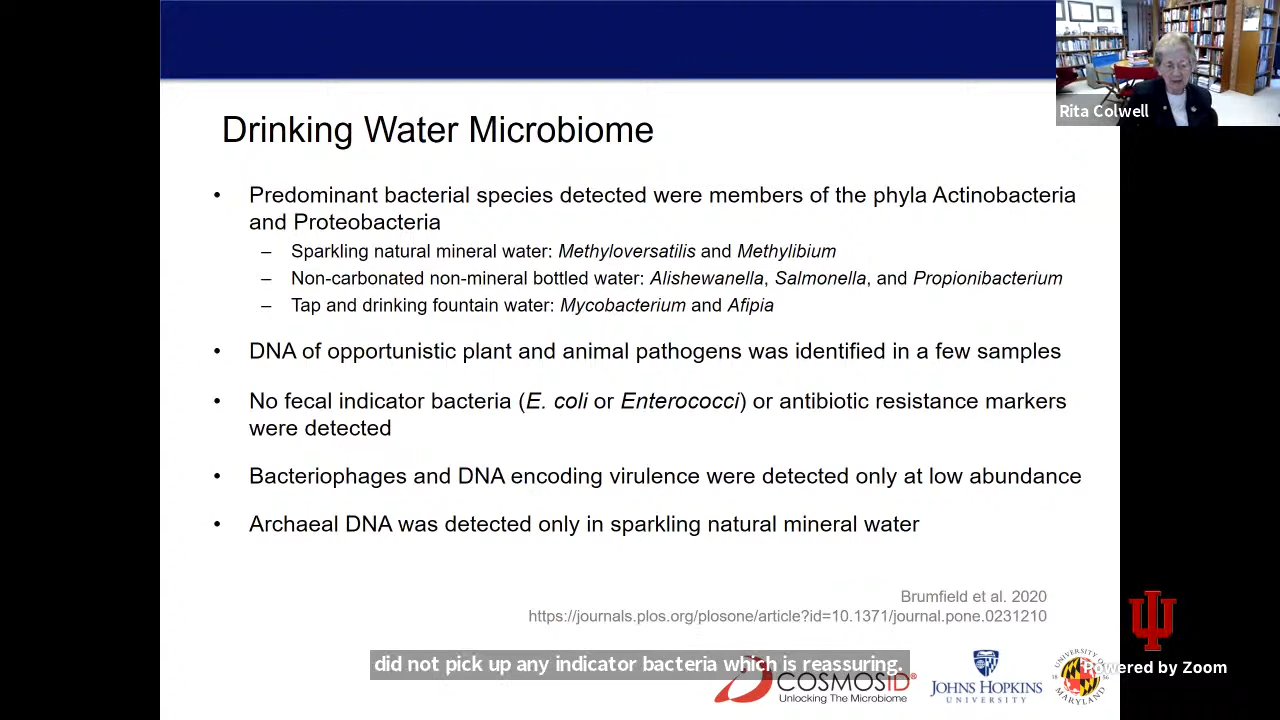 Rita Colwell
Drinking Water Microbiome
• Predominant bacterial species detected were members of the phyla Actinobacteria
and Proteobacteria
– Sparkling natural mineral water: Methyloversatilis and Methylibium
– Non-carbonated non-mineral bottled water: Alishewanella, Salmonella, and Propionibacterium
– Tap and drinking fountain water: Mycobacterium and Afipia
• DNA of opportunistic plant and animal pathogens was identified in a few samples
• No fecal indicator bacteria (E. coli or Enterococci) or antibiotic resistance markers
were detected
• Bacteriophages and DNA encoding virulence were detected only at low abundance
• Archaeal DNA was detected only in sparkling natural mineral water
Brumfield et al. 2020
https://journals.plos.org/plosone/article?id=10.1371/journal.pone.0231210
did not pick up any indicator bacteria which is reassuring.
COSMOSID®
Unlocking The Microbiome
JOHNS HOPKINS
UNIVERSITY
UNIVERSITY OF
MARYLAND
18 56
Powered by Zoom